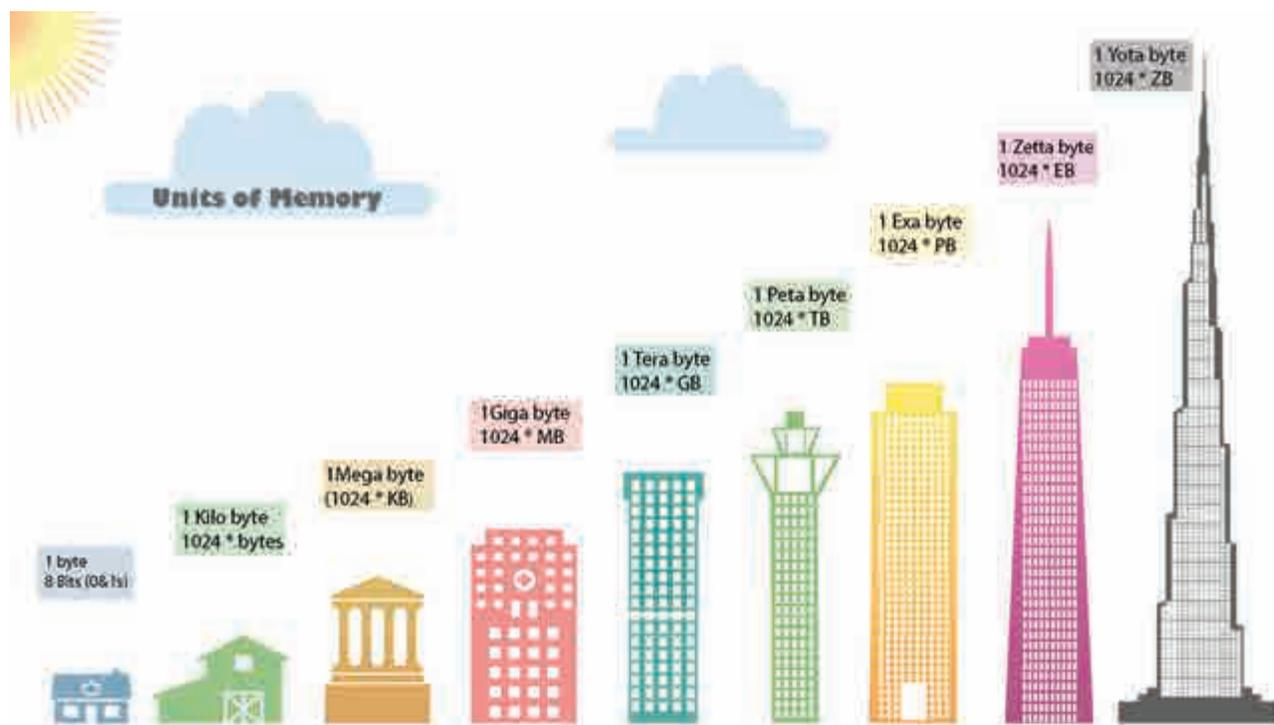 Units of Memory
1 byte
8 Bits (0& 1s)
1 Kilo byte
1024 * bytes
1Mega byte
(1024 * KB)
1Giga byte
1024 * MB
1 Tera byte
1024 * GB
1 Peta byte
1024 * TB
1 Exa byte
1024 * PB
1 Zetta byte
1024 * EB
1 Yota byte
1024 * ZB